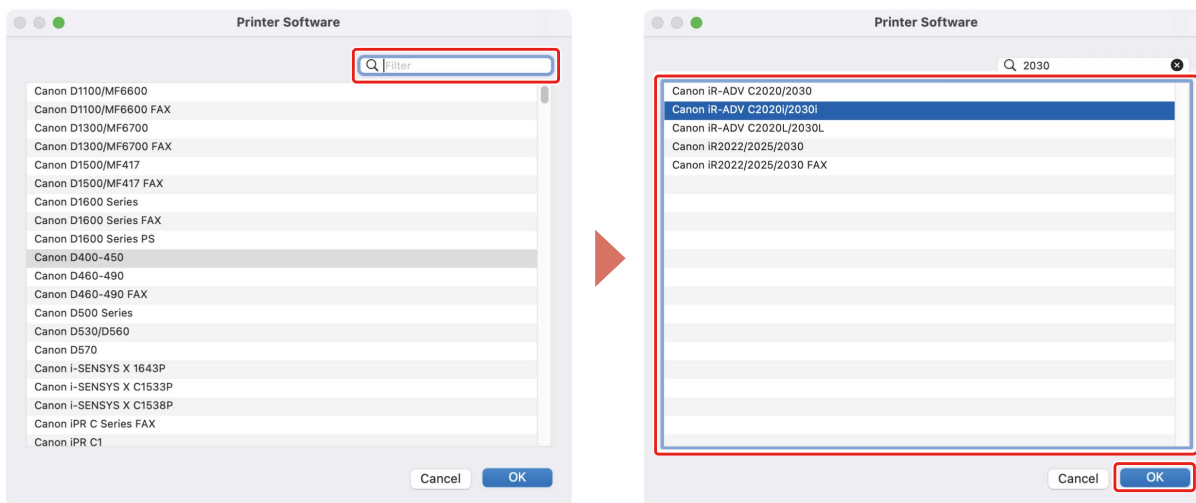 Printer Software
Filter
Canon D1100/MF6600
Canon D1100/MF6600 FAX
Canon D1300/MF6700
Canon D1300/MF6700 FAX
Canon D1500/MF417
Canon D1500/MF417 FAX
Canon D1600 Series
Canon D1600 Series FAX
Canon D1600 Series PS
Canon D400-450
Canon D460-490
Canon D460-490 FAX
Canon D500 Series
Canon D530/D560
Canon D570
Canon i-SENSYS X 1643P
Canon i-SENSYS X C1533P
Canon i-SENSYS X C1538P
Canon iPR C Series FAX
Canon iPR C1
Cancel OK
Printer Software
2030
Canon iR-ADV C2020/2030
Canon iR-ADV C2020i/2030i
Canon iR-ADV C2020L/2030L
Canon iR2022/2025/2030
Canon iR2022/2025/2030 FAX
Cancel OK